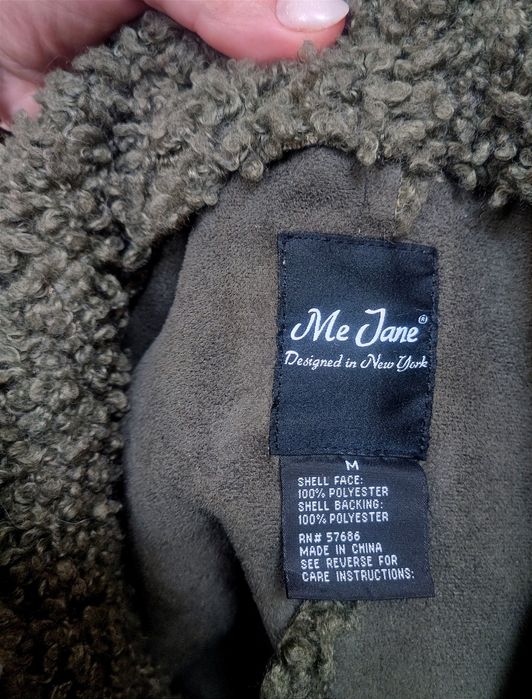 Me Jane®
Designed in New York
M
SHELL FACE:
100% POLYESTER
SHELL BACKING:
100% POLYESTER
RN# 57686
MADE IN CHINA
SEE REVERSE FOR
CARE INSTRUCTIONS: